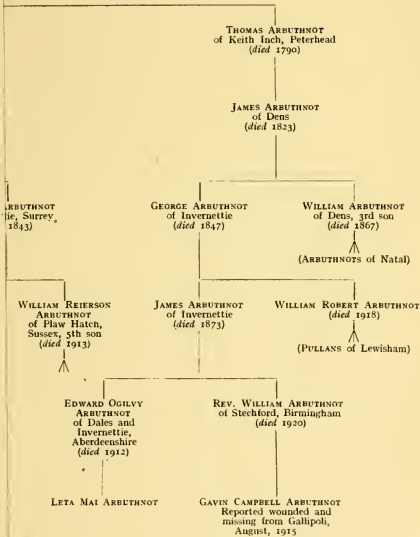 THOMAS ARBUTHNOT
of Keith Inch, Peterhead
(died 1790)
JAMES ARBUTHNOT
of Dens
(died 1823)
RBUTHNOT
ie, Surrey
1843)
GEORGE ARBUTHNOT
of Invernettie
(died 1847)
WILLIAM ARBUTHNOT
of Dens, 3rd son
(died 1867)
(ARBUTHNOTS of Natal)
WILLIAM REIERSON
ARBUTHNOT
of Plaw Hatch,
Sussex, 5th son
(died 1913)
JAMES ARBUTHNOT
of Invernettie
(died 1873)
WILLIAM ROBERT ARBUTHNOT
(died 1918)
(PULLANS of Lewisham)
EDWARD OGILVY
ARBUTHNOT
of Dales and
Invernettie,
Aberdeenshire
(died 1912)
REV. WILLIAM ARBUTHNOT
of Stechford, Birmingham
(died 1920)
LETA MAI ARBUTHNOT
GAVIN CAMPBELL ARBUTHNOT
Reported wounded and
missing from Gallipoli,
August, 1915